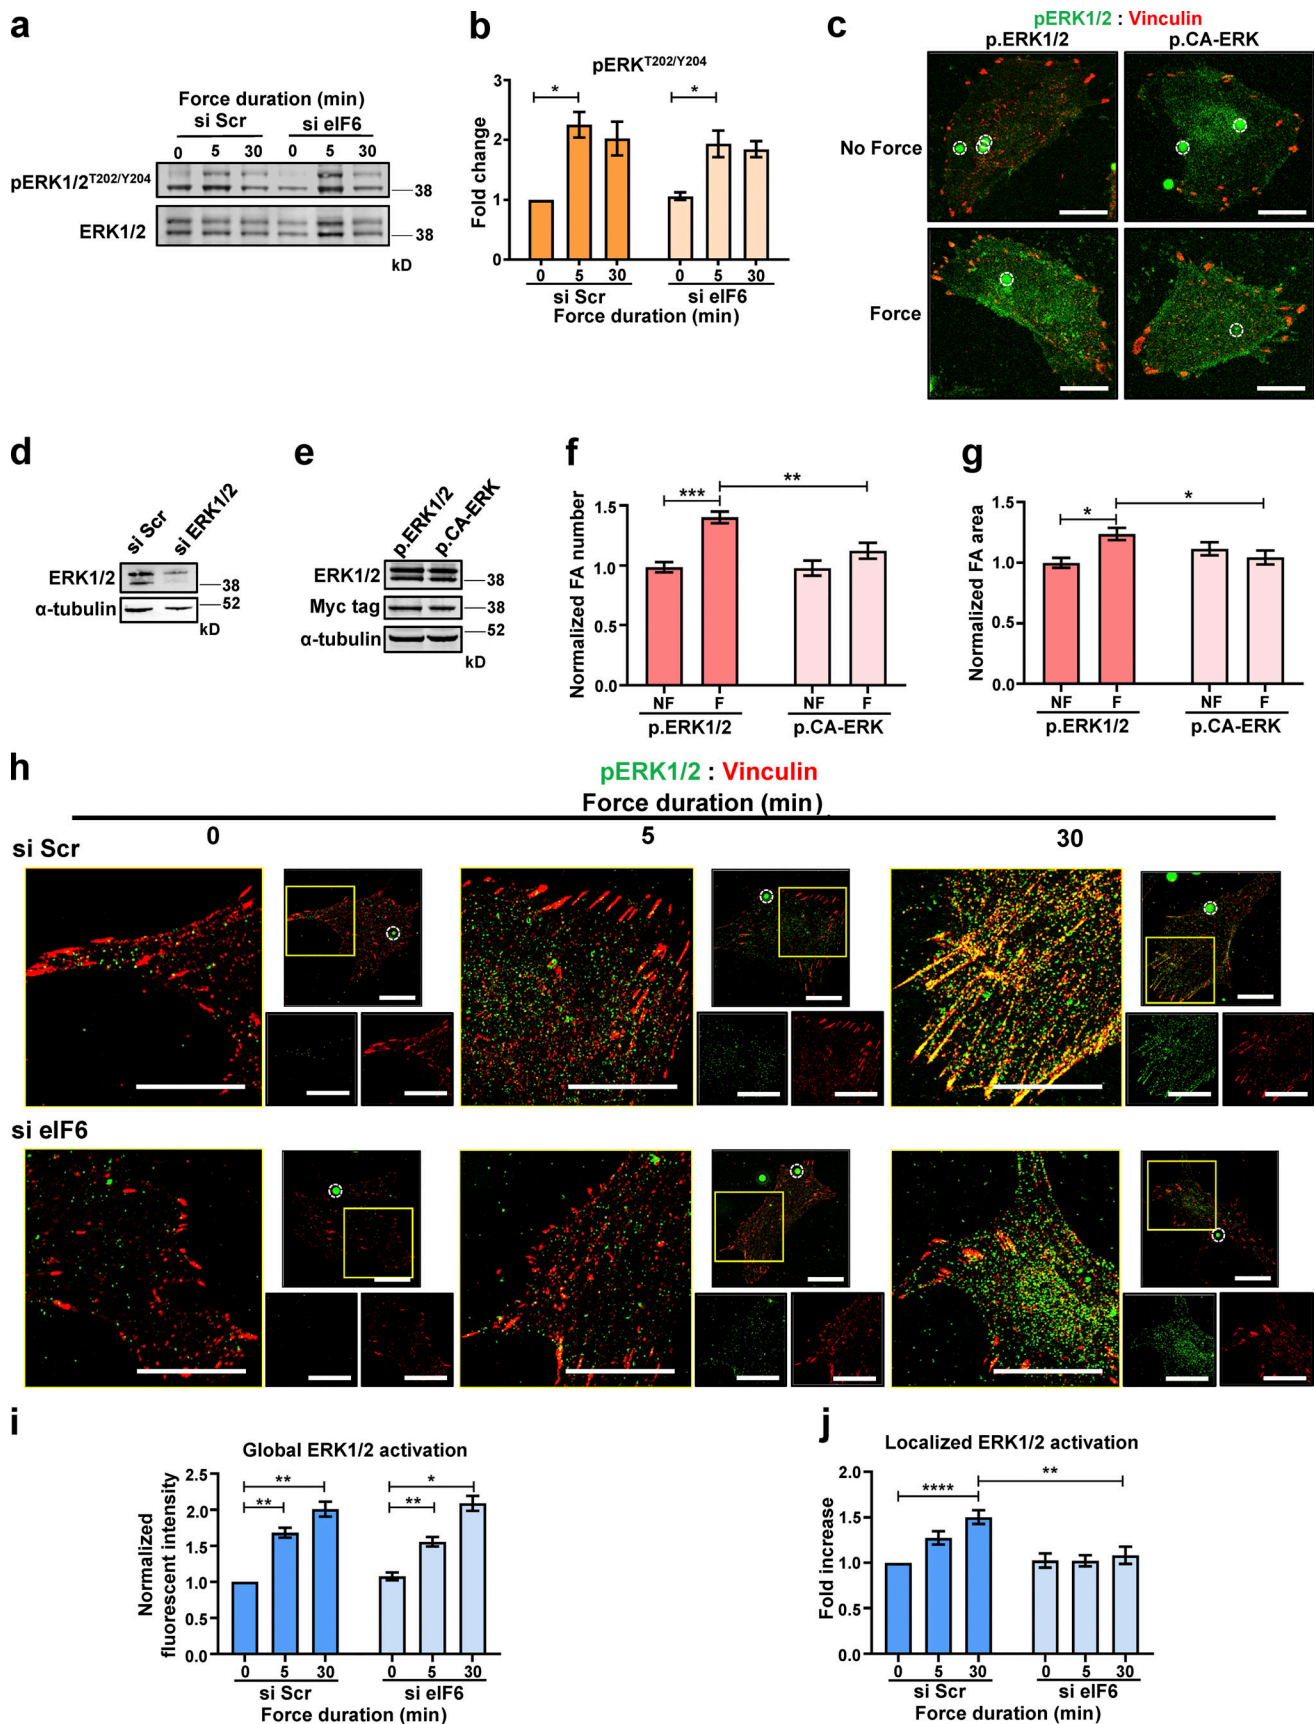 a
Force duration (min)
si Scr si eIF6
0 5 30 0 5 30
pERK1/2T202/Y204
38
ERK1/2
38
kD
b
pERKT202/Y204
* *
Fold change
3
2
1
0
0 5 30 0 5 30
si Scr si eIF6
Force duration (min)
c
pERK1/2 : Vinculin
p.ERK1/2 p.CA-ERK
No Force
Force
d
si Scr si ERK1/2
ERK1/2
38
α-tubulin
52
kD
e
p.ERK1/2 p.CA-ERK
ERK1/2
38
Myc tag
38
α-tubulin
52
kD
f
*** **
Normalized FA number
1.5
1.0
0.5
0.0
NF F NF F
p.ERK1/2 p.CA-ERK
g
* *
Normalized FA area
1.5
1.0
0.5
0.0
NF F NF F
p.ERK1/2 p.CA-ERK
h
pERK1/2 : Vinculin
Force duration (min)
0 5 30
si Scr
si eIF6
i
Global ERK1/2 activation
** *
** **
Normalized
fluorescent intensity
2.5
2.0
1.5
1.0
0.5
0.0
0 5 30 0 5 30
si Scr si eIF6
Force duration (min)
j
Localized ERK1/2 activation
**** **
Fold increase
2.0
1.5
1.0
0.5
0.0
0 5 30 0 5 30
si Scr si eIF6
Force duration (min)